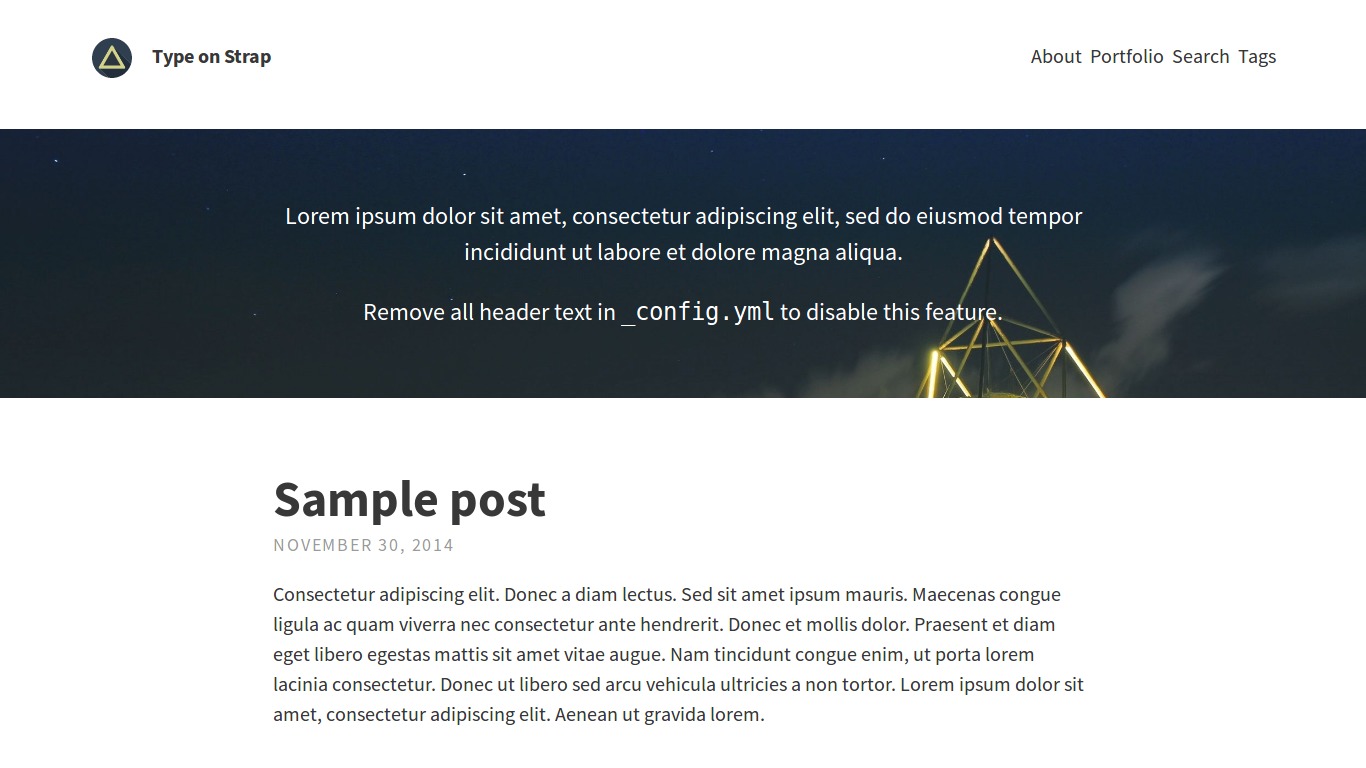 Type on Strap
About Portfolio Search Tags
Lorem ipsum dolor sit amet, consectetur adipiscing elit, sed do eiusmod tempor
incididunt ut labore et dolore magna aliqua.
Remove all header text in _config.yml to disable this feature.
Sample post
NOVEMBER 30, 2014
Consectetur adipiscing elit. Donec a diam lectus. Sed sit amet ipsum mauris. Maecenas congue
ligula ac quam viverra nec consectetur ante hendrerit. Donec et mollis dolor. Praesent et diam
eget libero egestas mattis sit amet vitae augue. Nam tincidunt congue enim, ut porta lorem
lacinia consectetur. Donec ut libero sed arcu vehicula ultricies a non tortor. Lorem ipsum dolor sit
amet, consectetur adipiscing elit. Aenean ut gravida lorem.